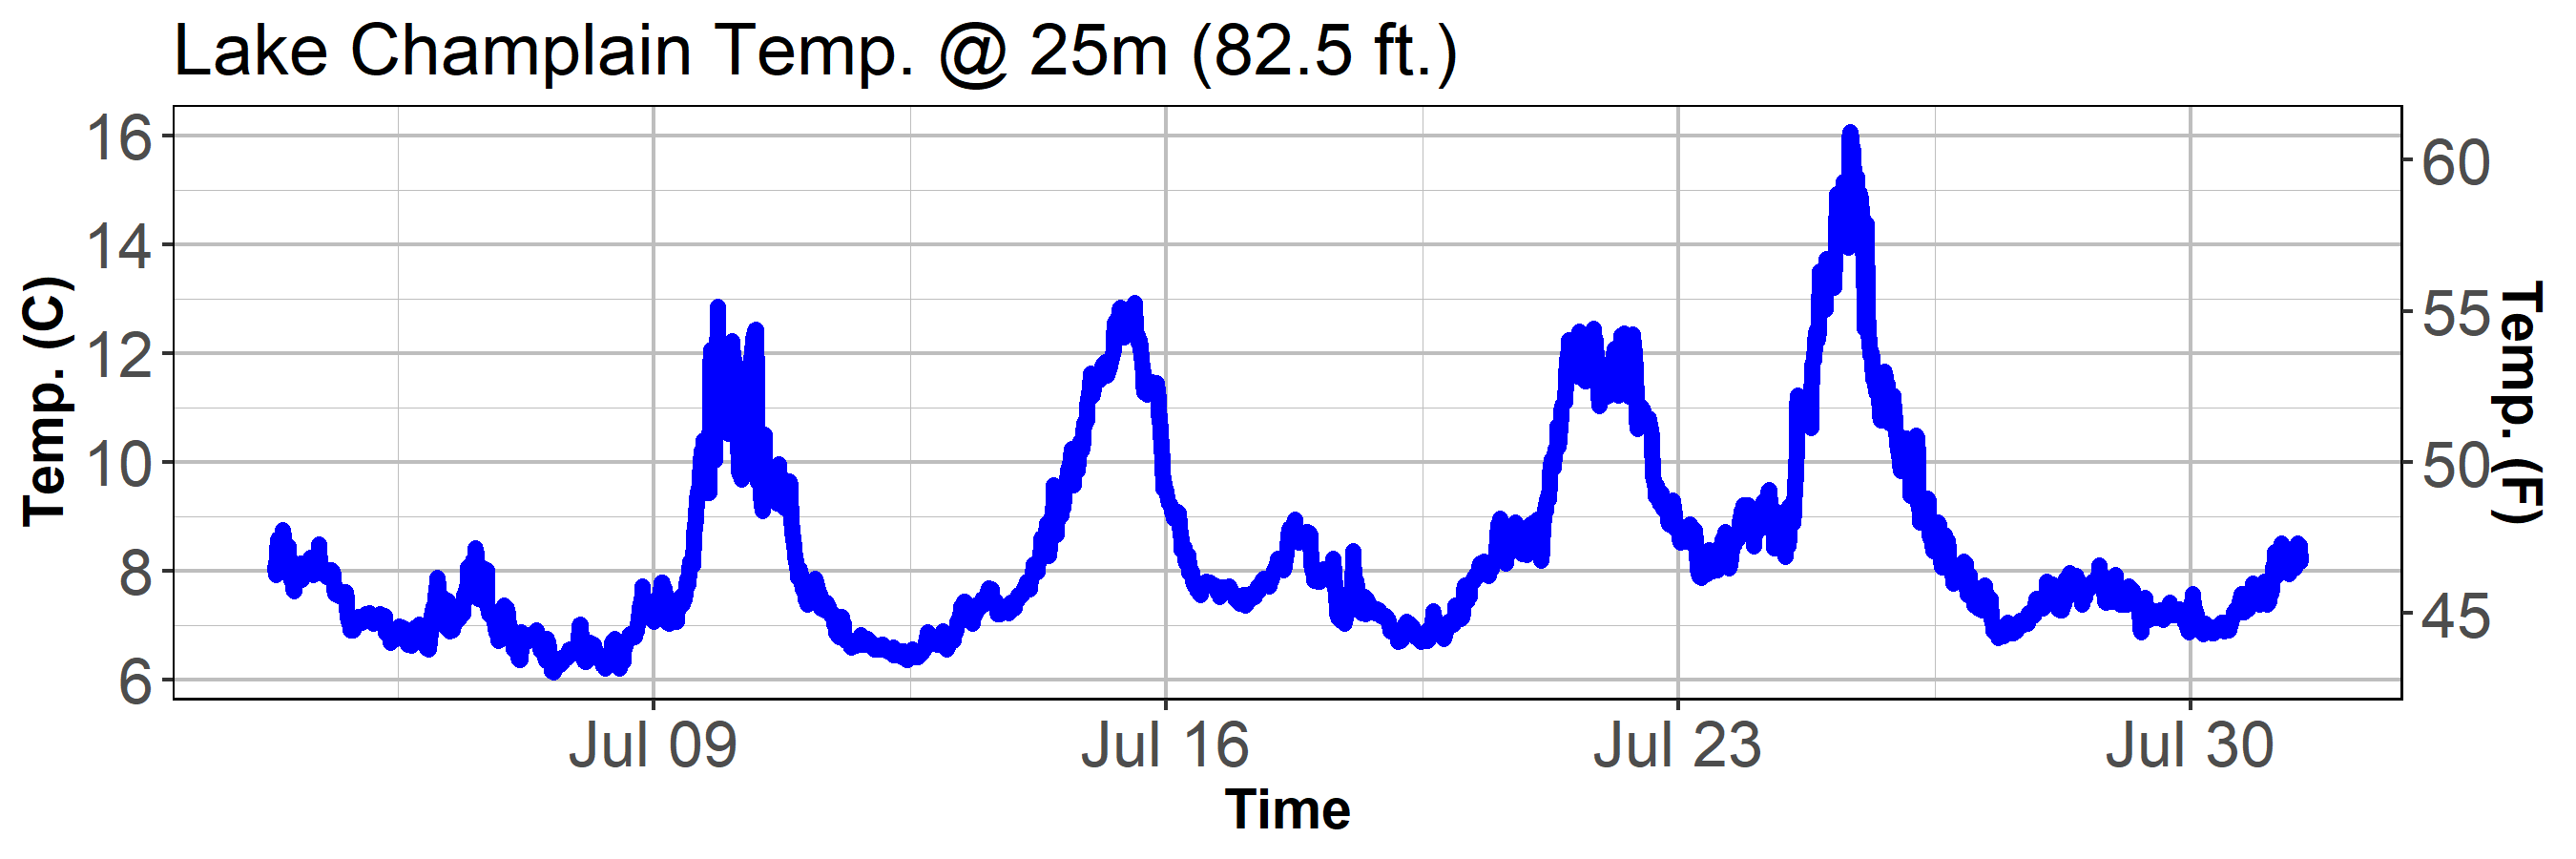 Lake Champlain Temp. @ 25m (82.5 ft.)
16
14
12
10
8
6
Temp. (C)
60
55
50
45
Temp. (F)
Jul 09 Jul 16 Jul 23 Jul 30
Time